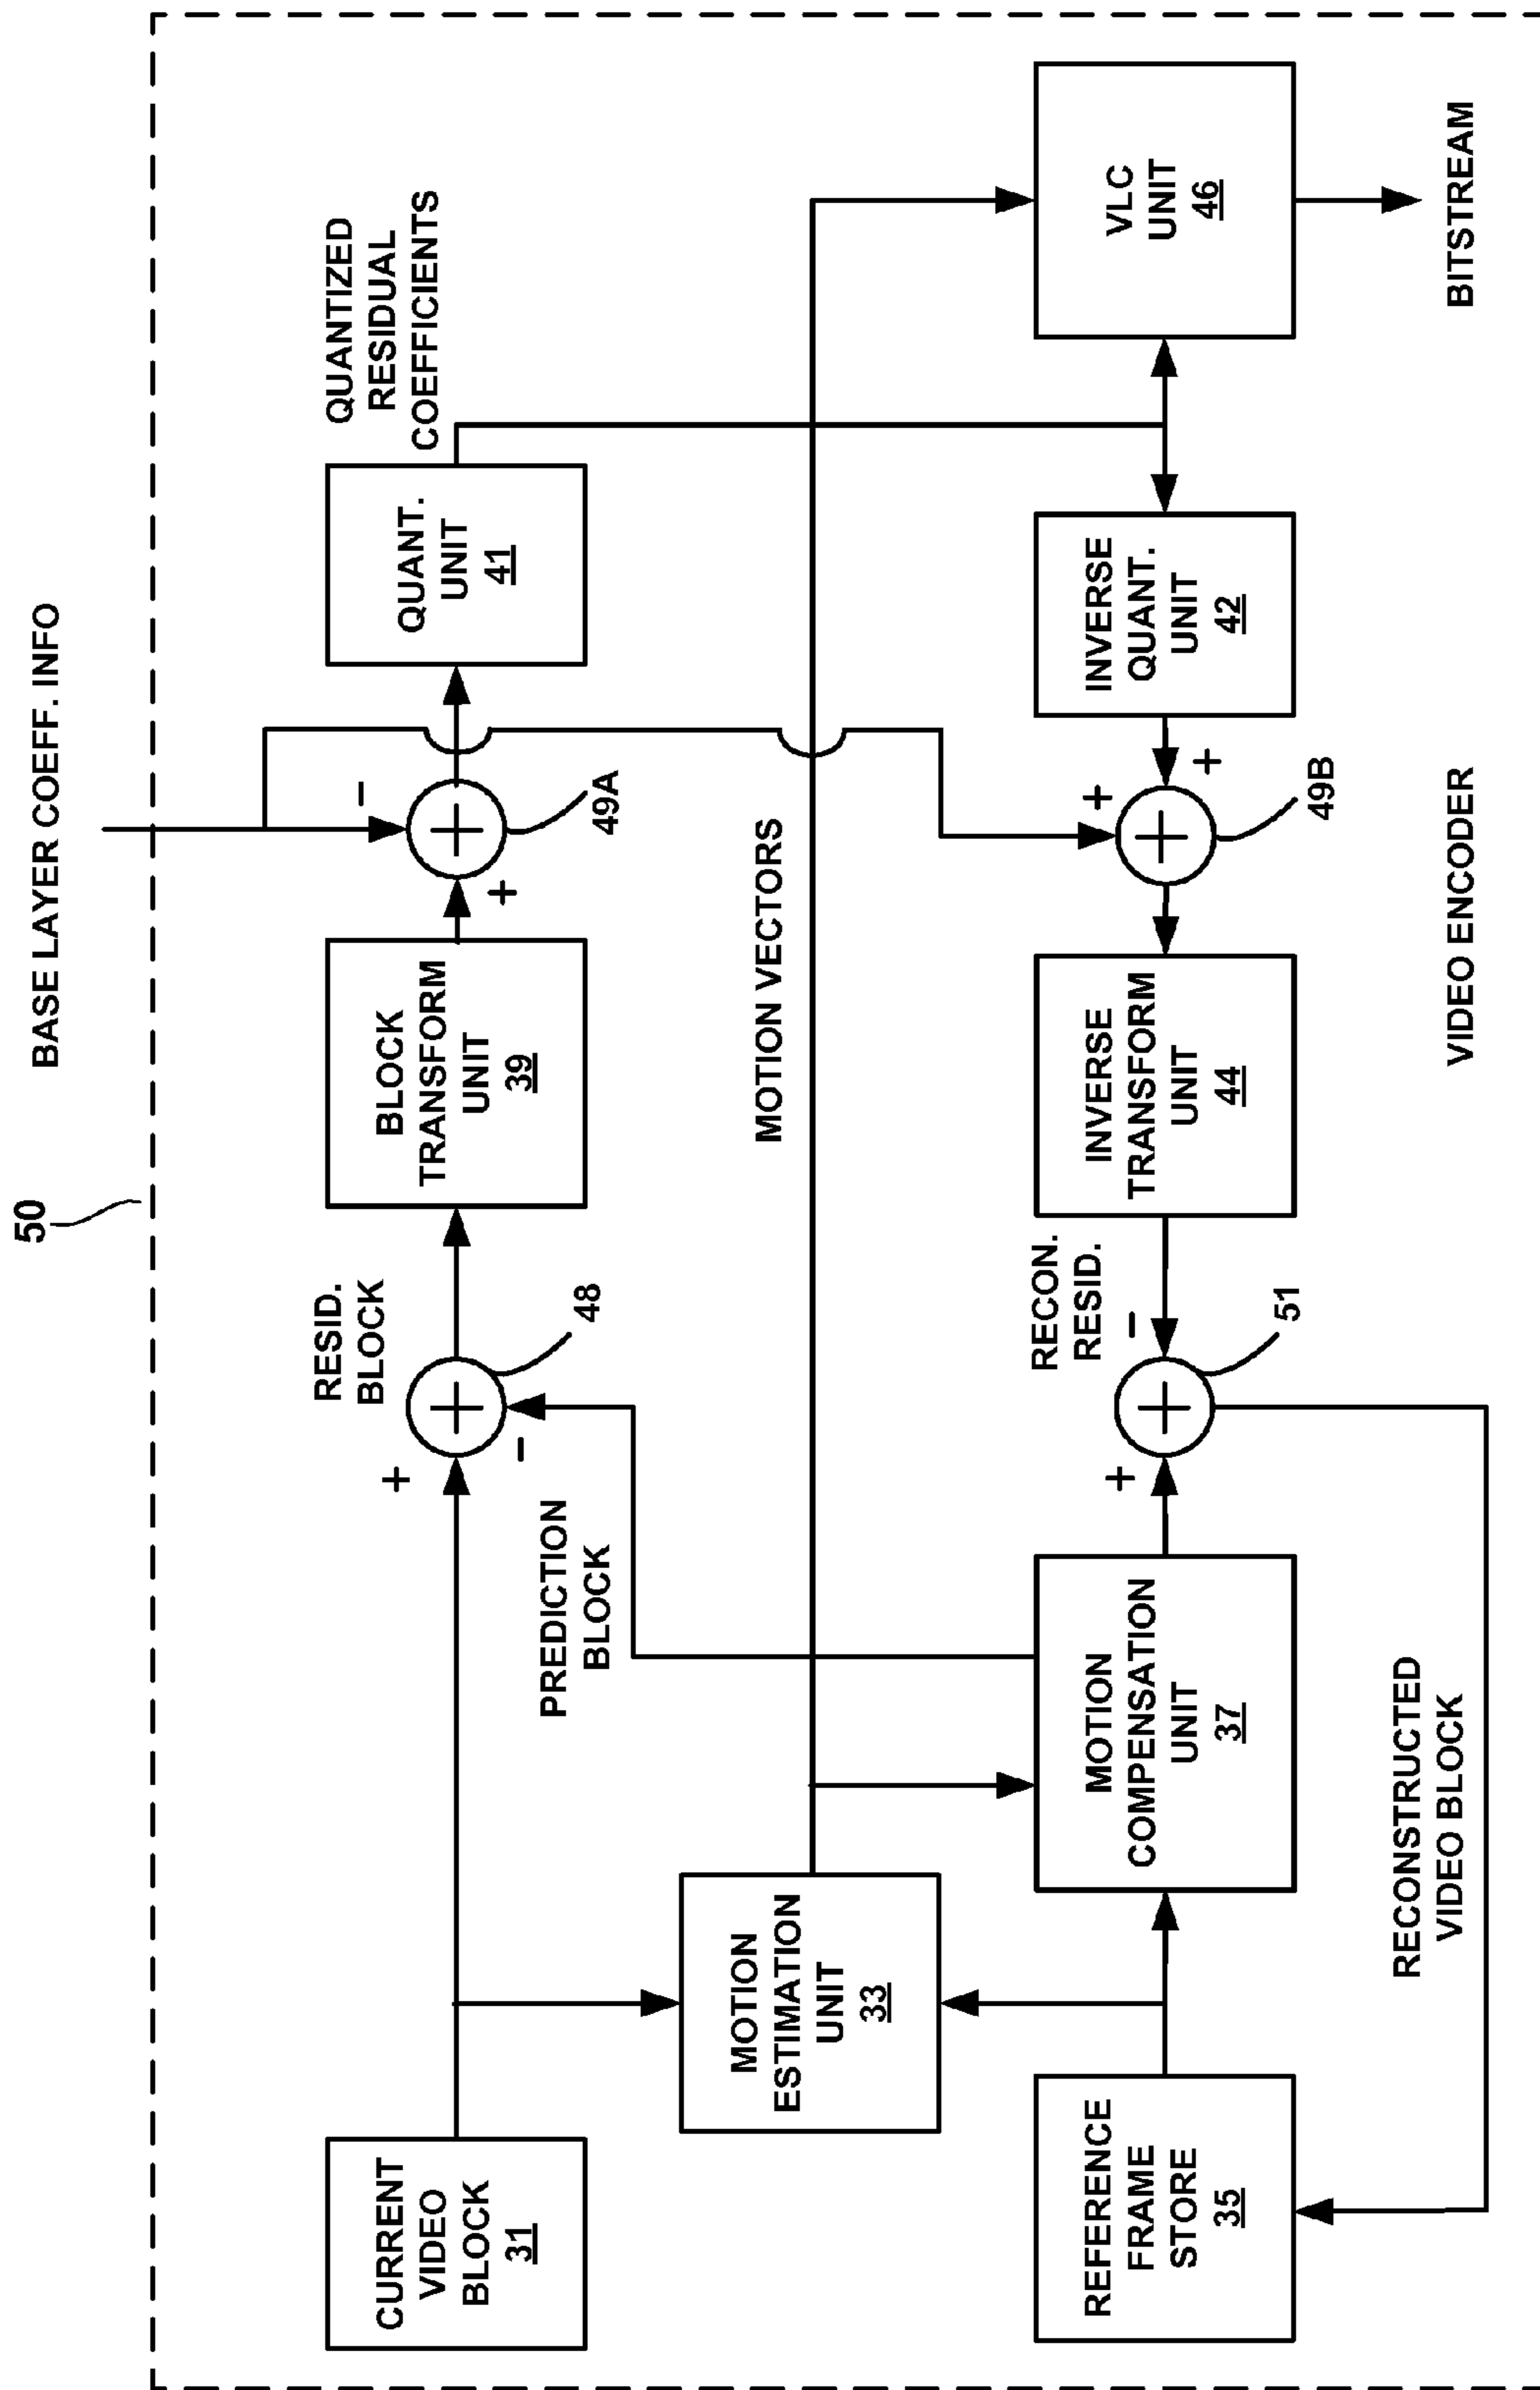 50
BASE LAYER COEFF. INFO
RESID.
BLOCK
QUANTIZED
RESIDUAL
COEFFICIENTS
CURRENT
VIDEO
BLOCK
31
+
−
48
BLOCK
TRANSFORM
UNIT
39
−
+
49A
QUANT.
UNIT
41
PREDICTION
BLOCK
MOTION
ESTIMATION
UNIT
33
MOTION VECTORS
REFERENCE
FRAME
STORE
35
MOTION
COMPENSATION
UNIT
37
RECON.
RESID.
+
−
51
INVERSE
TRANSFORM
UNIT
44
+
+
49B
INVERSE
QUANT.
UNIT
42
VLC
UNIT
46
RECONSTRUCTED
VIDEO BLOCK
VIDEO ENCODER
BITSTREAM